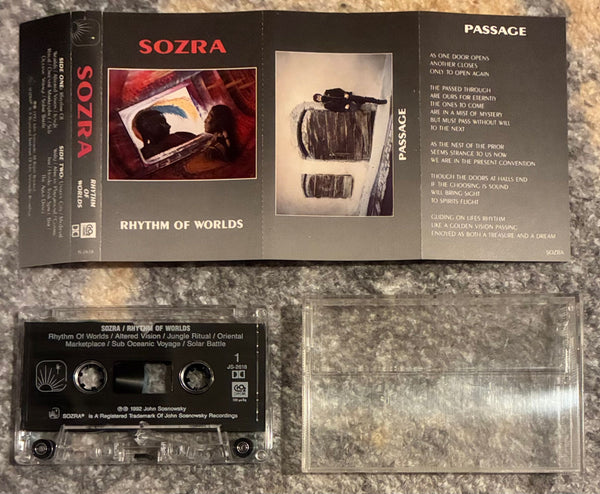 SOZRA
RHYTHM OF WORLDS
PASSAGE
PASSAGE
AS ONE DOOR OPENS
ANOTHER CLOSES
ONLY TO OPEN AGAIN
THE PASSED THROUGH
ARE OURS FOR ETERNITY
THE ONES TO COME
ARE IN A MIST OF MYSTERY
BUT MUST PASS WITHOUT WILL
TO THE NEXT
AS THE NEST OF THE PRIOR
SEEMS STRANGE TO US NOW
WE ARE IN THE PRESENT CONVENTION
THOUGH THE DOORS AT HALLS END
IF THE CHOOSING IS SOUND
WILL BRING SIGHT
TO SPIRITS FLIGHT
GLIDING ON LIFES RHYTHM
LIKE A GOLDEN VISION PASSING
ENJOYED AS BOTH A TREASURE AND A DREAM
SOZRA
SOZRA
RHYTHM
OF
WORLDS
SIDE ONE
SIDE TWO
SOZRA / RHYTHM OF WORLDS
Rhythm Of Worlds / Altered Vision / Jungle Ritual / Oriental
Marketplace / Sub Oceanic Voyage / Solar Battle
1
JS-2618
℗© 1992 John Sosnowsky
SOZRA® Is A Registered Trademark Of John Sosnowsky Recordings